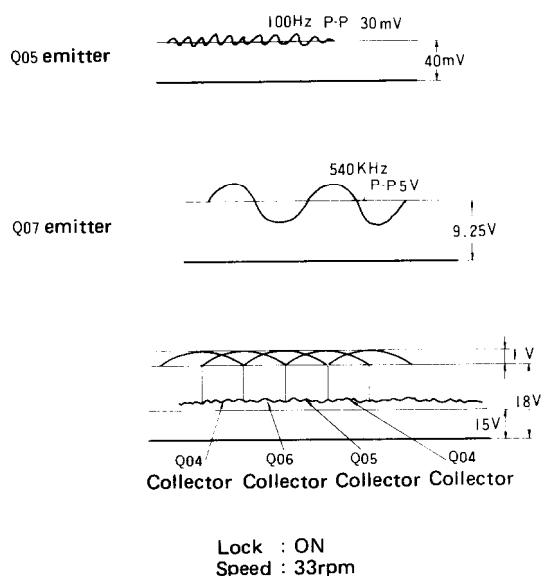 100Hz P-P 30mV
Q05 emitter
40mV
540KHz
P-P5V
Q07 emitter
9.25V
1V
18V
15V
Q04 Q06 Q05 Q04
Collector Collector Collector Collector
Lock : ON
Speed : 33rpm